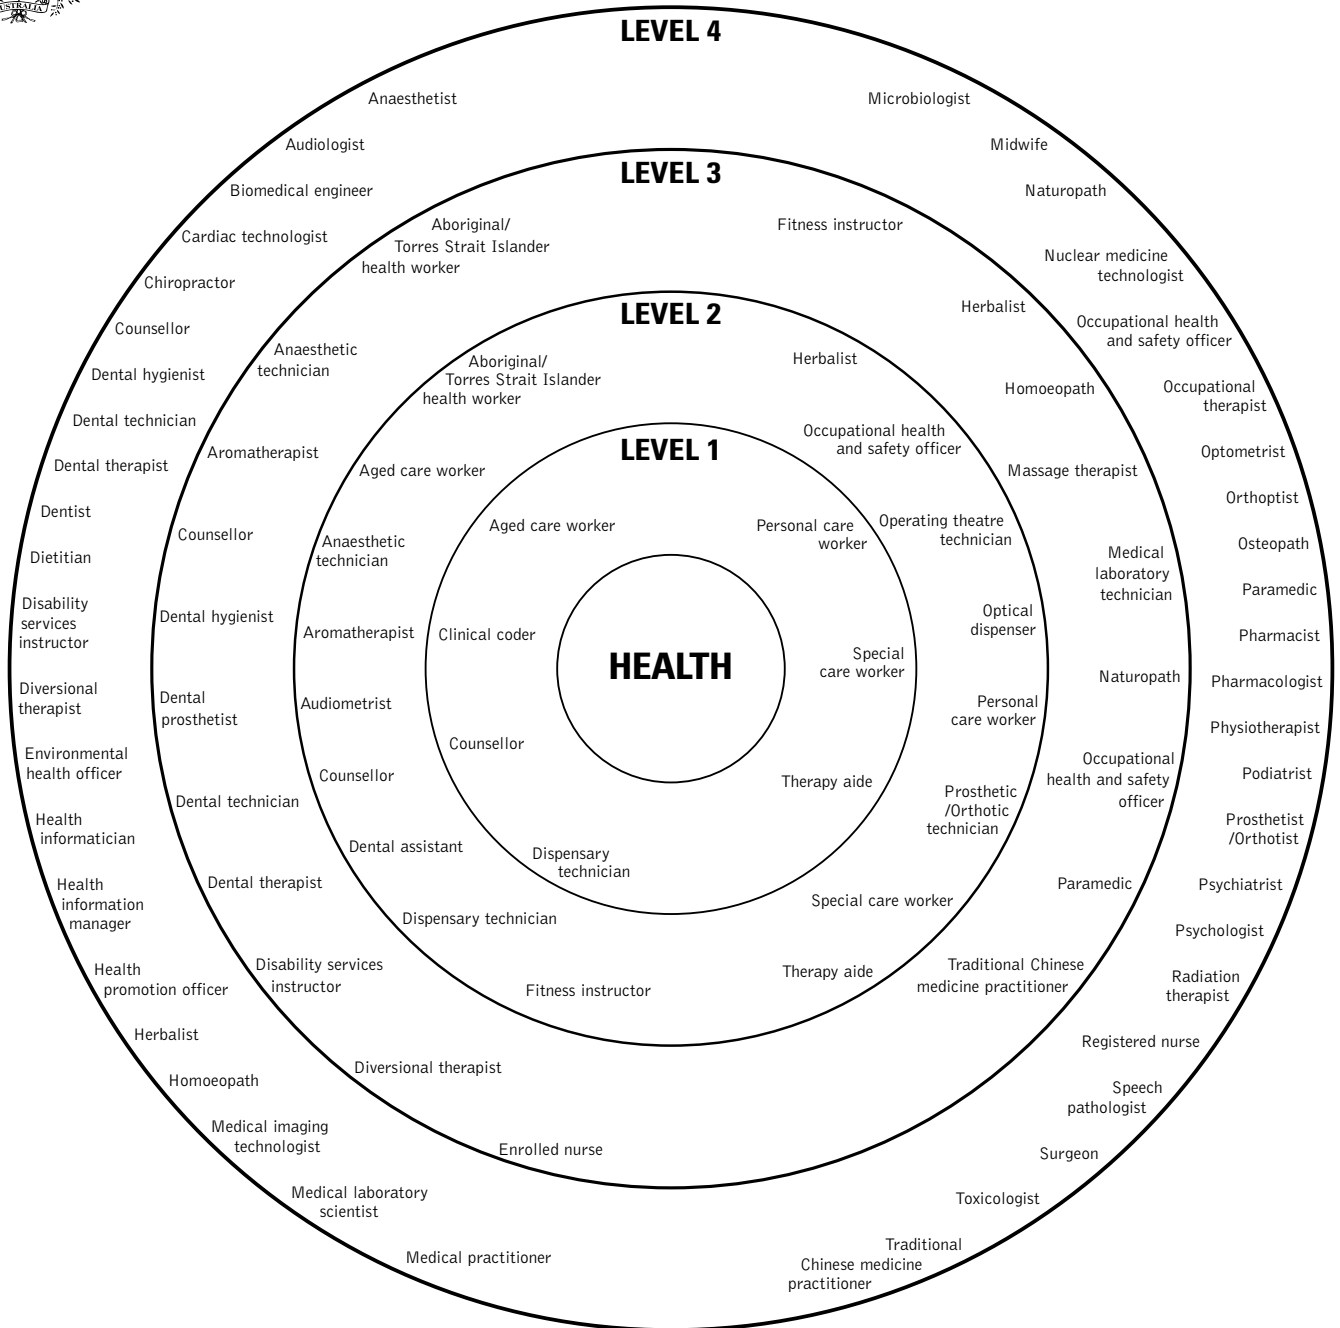 AUSTRALIA
LEVEL 4
Anaesthetist
Audiologist
Biomedical engineer
Cardiac technologist
Chiropractor
Counsellor
Dental hygienist
Dental technician
Dental therapist
Dentist
Dietitian
Disability
services
instructor
Diversional
therapist
Environmental
health officer
Health
informatician
Health
information
manager
Health
promotion officer
Herbalist
Homoeopath
Medical imaging
technologist
Medical laboratory
scientist
Medical practitioner
Microbiologist
Midwife
Naturopath
Nuclear medicine
technologist
Occupational health
and safety officer
Occupational
therapist
Optometrist
Orthoptist
Osteopath
Paramedic
Pharmacist
Pharmacologist
Physiotherapist
Podiatrist
Prosthetist
/Orthotist
Psychiatrist
Psychologist
Radiation
therapist
Registered nurse
Speech
pathologist
Surgeon
Toxicologist
Traditional
Chinese medicine
practitioner
LEVEL 3
Aboriginal/
Torres Strait Islander
health worker
Anaesthetic
technician
Aromatherapist
Counsellor
Dental hygienist
Dental
prosthetist
Dental technician
Dental therapist
Disability services
instructor
Diversional therapist
Enrolled nurse
Fitness instructor
Herbalist
Homoeopath
Massage therapist
Medical
laboratory
technician
Naturopath
Occupational
health and safety
officer
Paramedic
Traditional Chinese
medicine practitioner
LEVEL 2
Aboriginal/
Torres Strait Islander
health worker
Aged care worker
Anaesthetic
technician
Aromatherapist
Audiometrist
Counsellor
Dental assistant
Dispensary technician
Fitness instructor
Herbalist
Occupational health
and safety officer
Operating theatre
technician
Optical
dispenser
Personal
care worker
Prosthetic
/Orthotic
technician
Special care worker
Therapy aide
LEVEL 1
Aged care worker
Clinical coder
Counsellor
Dispensary
technician
Personal care
worker
Special
care worker
Therapy aide
HEALTH